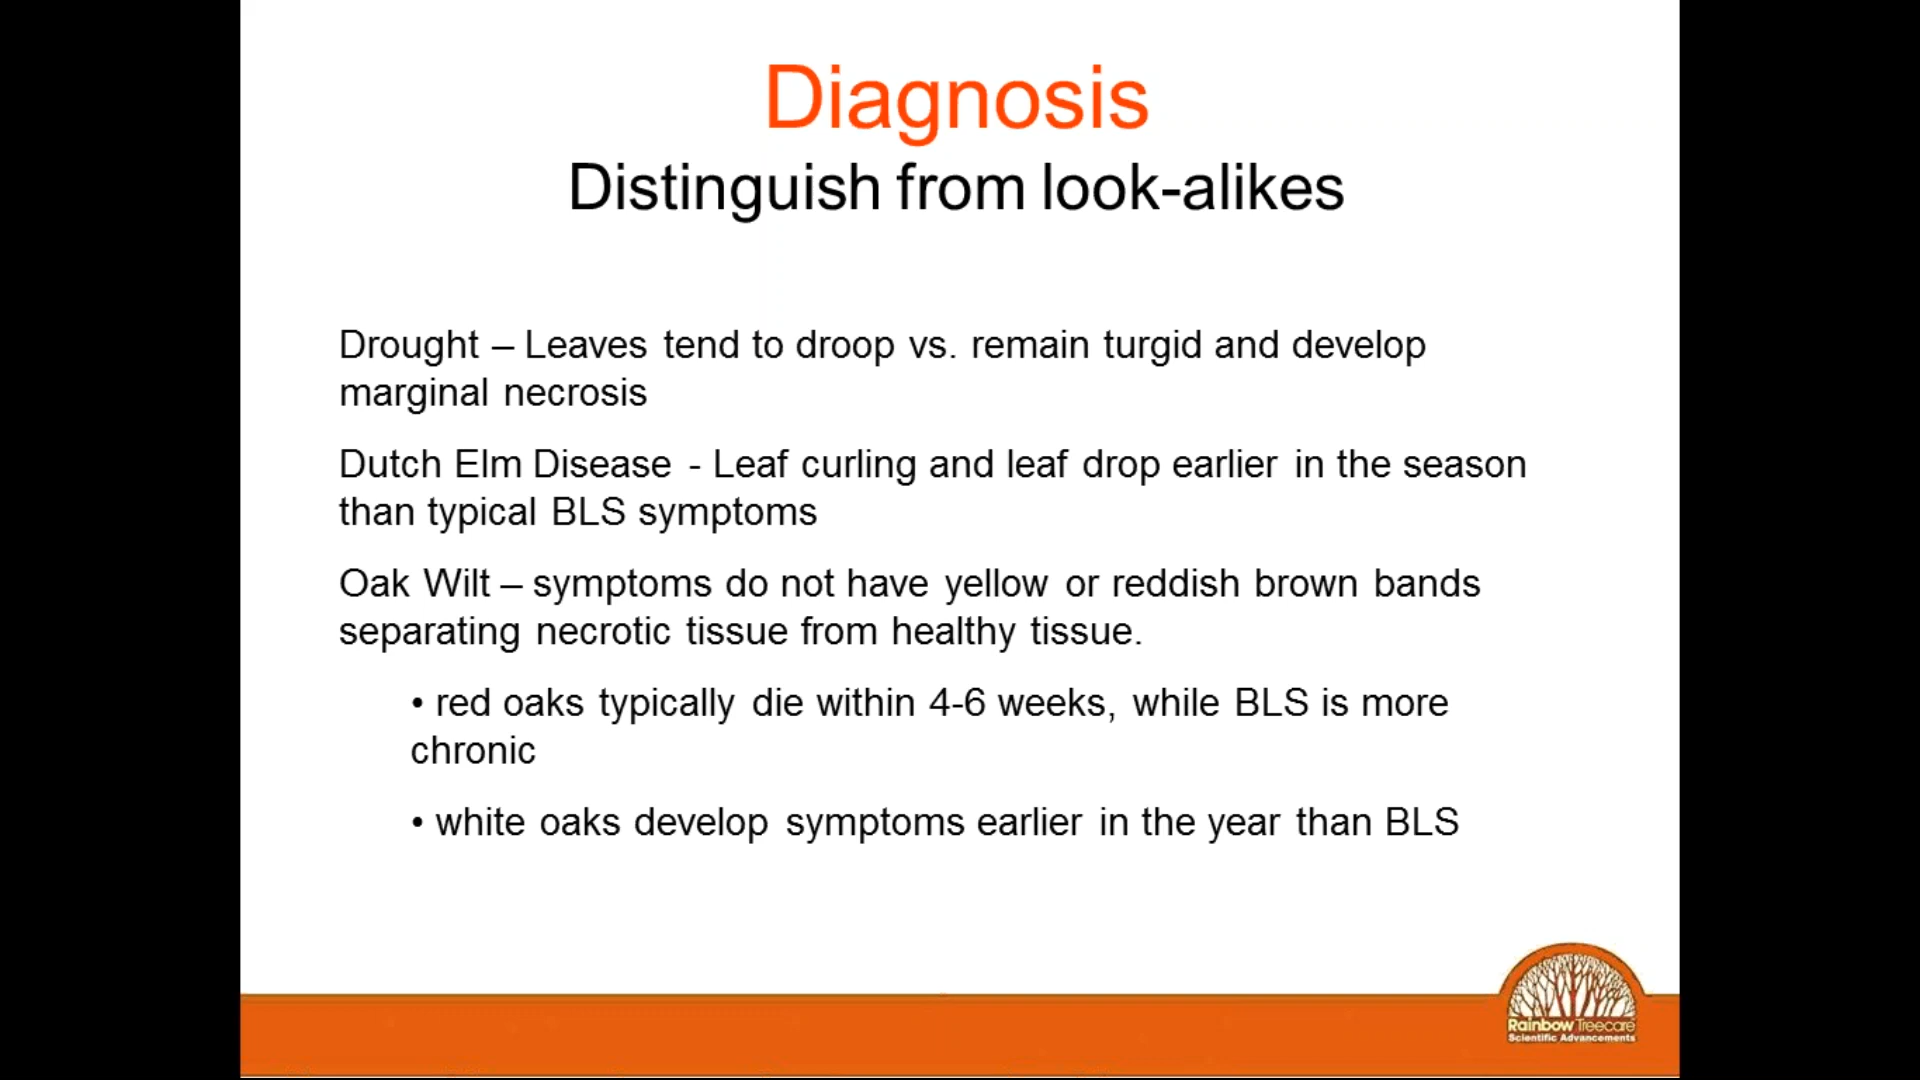 Diagnosis
Distinguish from look-alikes
Drought – Leaves tend to droop vs. remain turgid and develop
marginal necrosis
Dutch Elm Disease - Leaf curling and leaf drop earlier in the season
than typical BLS symptoms
Oak Wilt – symptoms do not have yellow or reddish brown bands
separating necrotic tissue from healthy tissue.
• red oaks typically die within 4-6 weeks, while BLS is more
chronic
• white oaks develop symptoms earlier in the year than BLS
Rainbow Treecare
Scientific Advancements